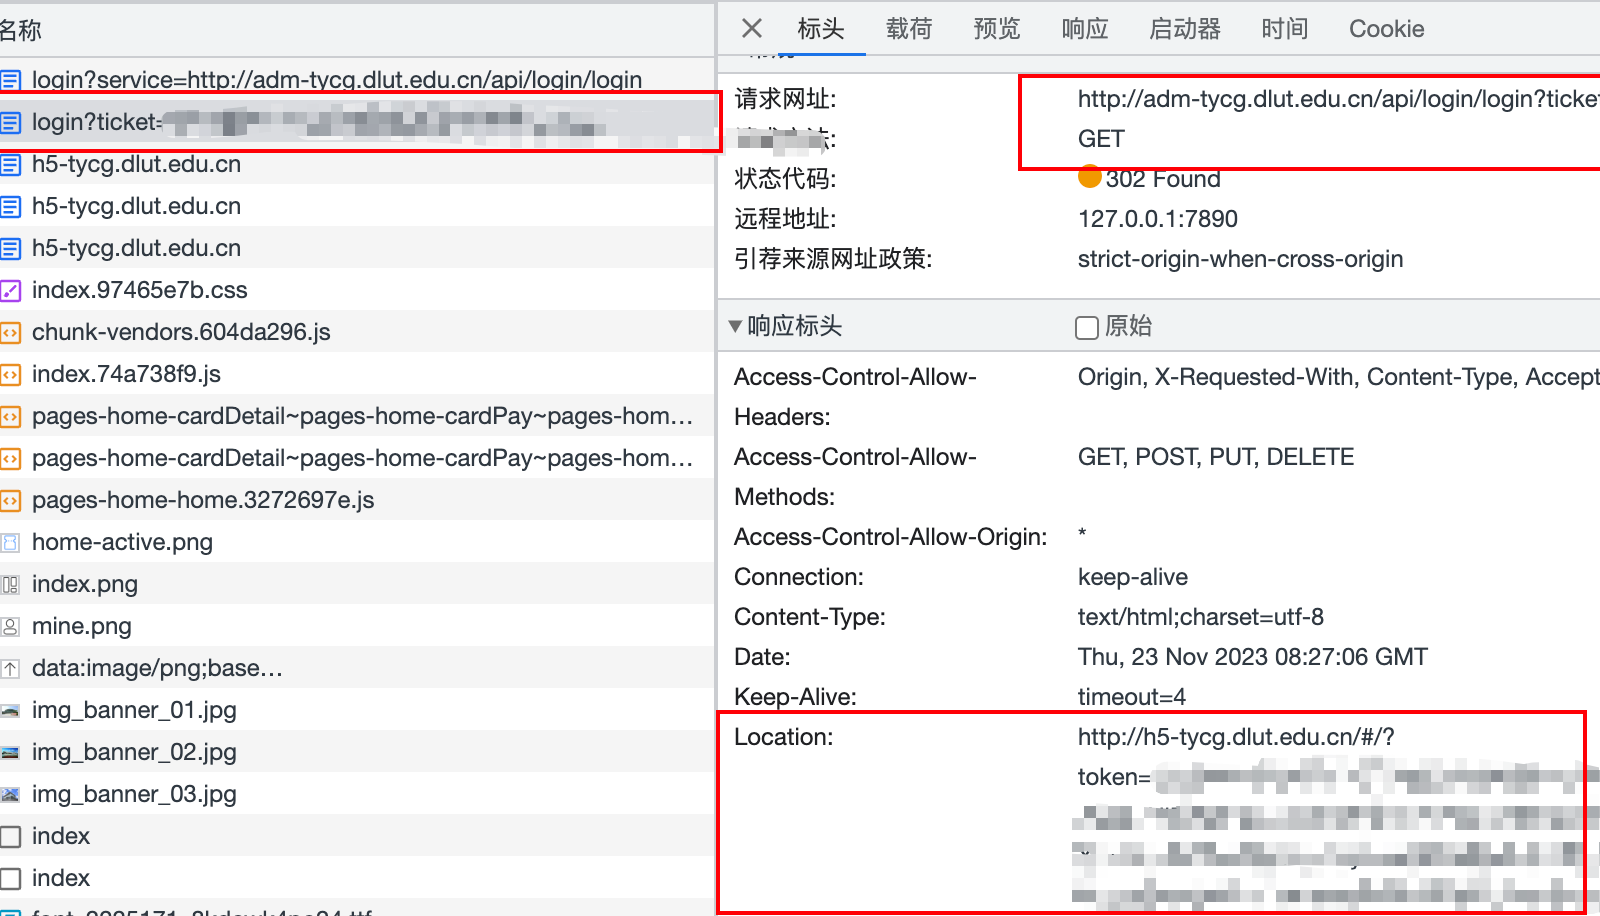 名称
login?service=http://adm-tycg.dlut.edu.cn/api/login/login
login?ticket=
h5-tycg.dlut.edu.cn
h5-tycg.dlut.edu.cn
h5-tycg.dlut.edu.cn
index.97465e7b.css
chunk-vendors.604da296.js
index.74a738f9.js
pages-home-cardDetail~pages-home-cardPay~pages-hom…
pages-home-cardDetail~pages-home-cardPay~pages-hom…
pages-home-home.3272697e.js
home-active.png
index.png
mine.png
data:image/png;base…
img_banner_01.jpg
img_banner_02.jpg
img_banner_03.jpg
index
index
标头 载荷 预览 响应 启动器 时间 Cookie
请求网址: http://adm-tycg.dlut.edu.cn/api/login/login?ticke
GET
状态代码: 302 Found
远程地址: 127.0.0.1:7890
引荐来源网址政策: strict-origin-when-cross-origin
响应标头 原始
Access-Control-Allow- Origin, X-Requested-With, Content-Type, Accept
Headers:
Access-Control-Allow- GET, POST, PUT, DELETE
Methods:
Access-Control-Allow-Origin: *
Connection: keep-alive
Content-Type: text/html;charset=utf-8
Date: Thu, 23 Nov 2023 08:27:06 GMT
Keep-Alive: timeout=4
Location: http://h5-tycg.dlut.edu.cn/#/?
token=